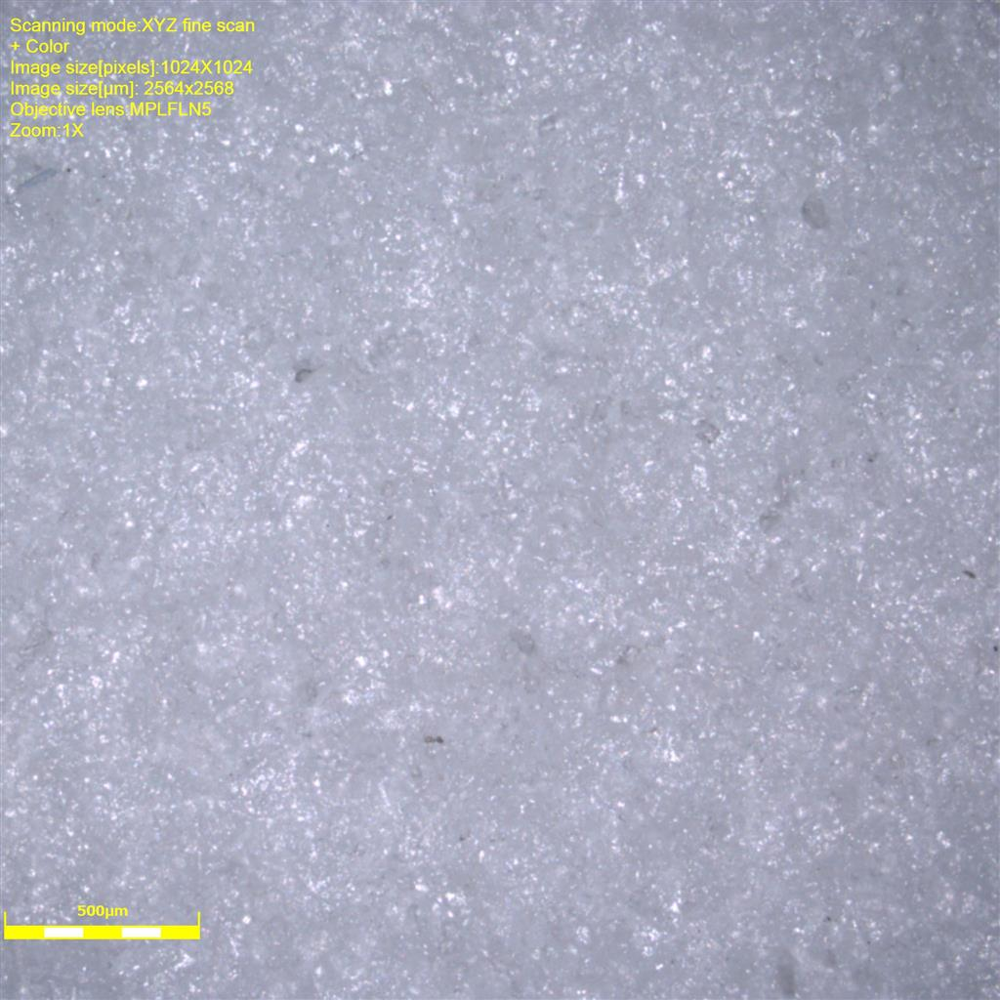 Scanning mode:XYZ fine scan
+ Color
Image size[pixels]:1024X1024
Image size[µm]: 2564x2568
Objective lens:MPLFLN5
Zoom:1X
500µm